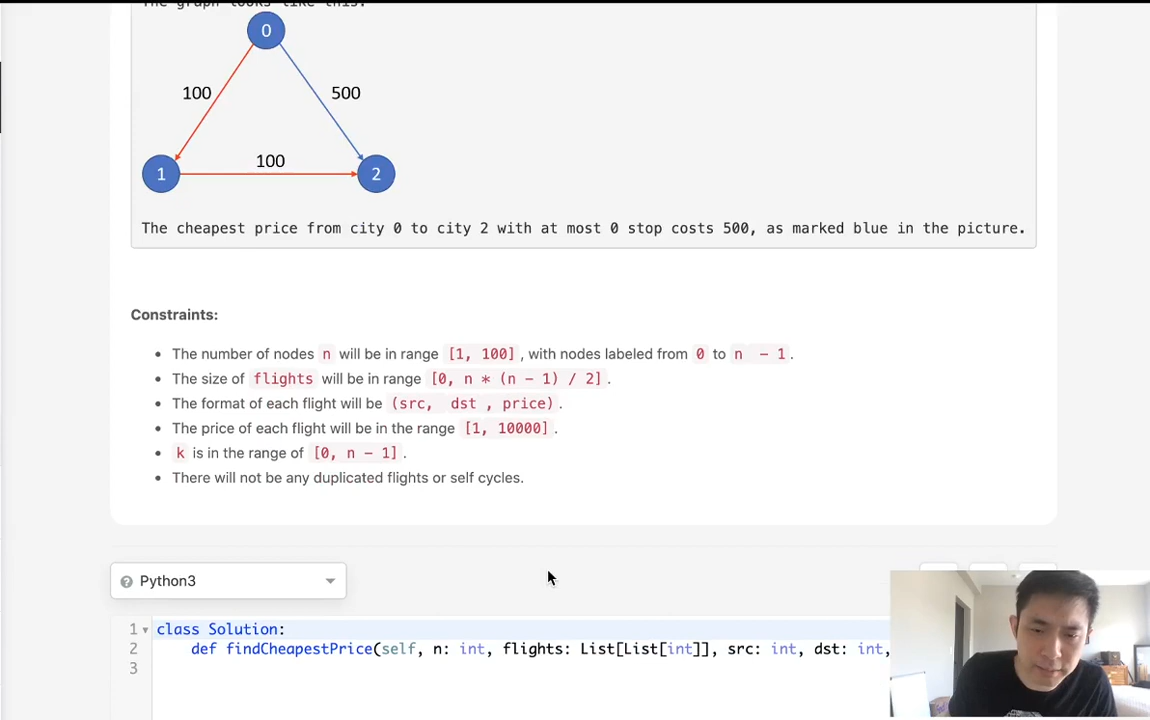 The graph looks like this:
0
100
500
100
1
2
The cheapest price from city 0 to city 2 with at most 0 stop costs 500, as marked blue in the picture.
Constraints:
• The number of nodes n will be in range [1, 100], with nodes labeled from 0 to n - 1.
• The size of flights will be in range [0, n * (n - 1) / 2].
• The format of each flight will be (src, dst , price).
• The price of each flight will be in the range [1, 10000].
• k is in the range of [0, n - 1].
• There will not be any duplicated flights or self cycles.
Python3
1 class Solution:
2 def findCheapestPrice(self, n: int, flights: List[List[int]], src: int, dst: int,
3